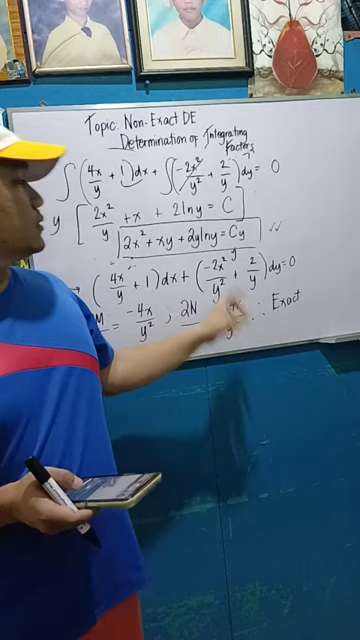 Topic: Non-Exact DE
Determination of Integrating Factors
∫(4x/y + 1)dx + ∫(-2x²/y² + 2/y)dy = 0
y [2x²/y + x + 2lny = C]
2x² + xy + 2ylny = Cy
→ (4x/y + 1)dx + (-2x²/y² + 2/y)dy = 0
M = -4x/y² ; ∂N ∴ Exact